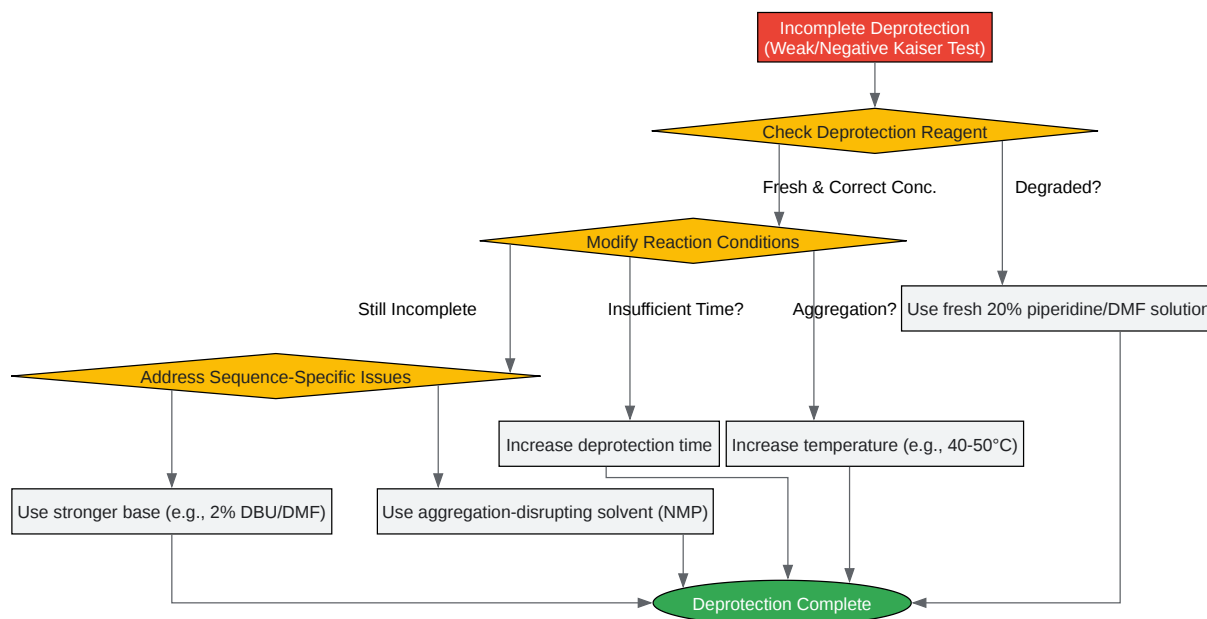 Incomplete Deprotection
(Weak/Negative Kaiser Test)
Check Deprotection Reagent
Fresh & Correct Conc.
Degraded?
Modify Reaction Conditions
Still Incomplete
Insufficient Time?
Aggregation?
Use fresh 20% piperidine/DMF solution
Address Sequence-Specific Issues
Increase deprotection time
Increase temperature (e.g., 40-50°C)
Use stronger base (e.g., 2% DBU/DMF)
Use aggregation-disrupting solvent (NMP)
Deprotection Complete